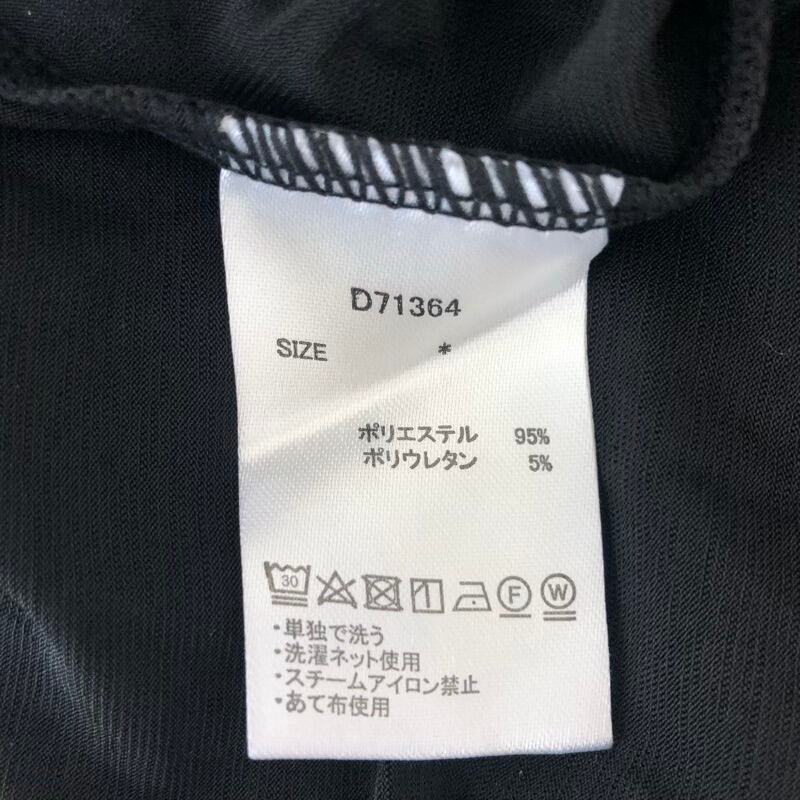 D71364
SIZE *
ポリエステル 95%
ポリウレタン 5%
30 F W
・単独で洗う
・洗濯ネット使用
・スチームアイロン禁止
・あて布使用